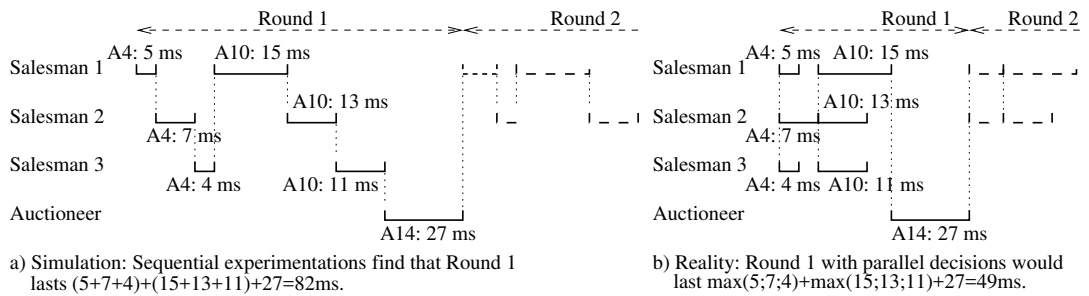 Round 1 Round 2
A4: 5 ms A10: 15 ms
Salesman 1
A10: 13 ms
Salesman 2
A4: 7 ms
Salesman 3
A4: 4 ms A10: 11 ms
Auctioneer
A14: 27 ms
a) Simulation: Sequential experimentations find that Round 1
lasts (5+7+4)+(15+13+11)+27=82ms.
Round 1 Round 2
A4: 5 ms A10: 15 ms
Salesman 1
A10: 13 ms
Salesman 2
A4: 7 ms
Salesman 3
A4: 4 ms A10: 11 ms
Auctioneer
A14: 27 ms
b) Reality: Round 1 with parallel decisions would
last max(5;7;4)+max(15;13;11)+27=49ms.